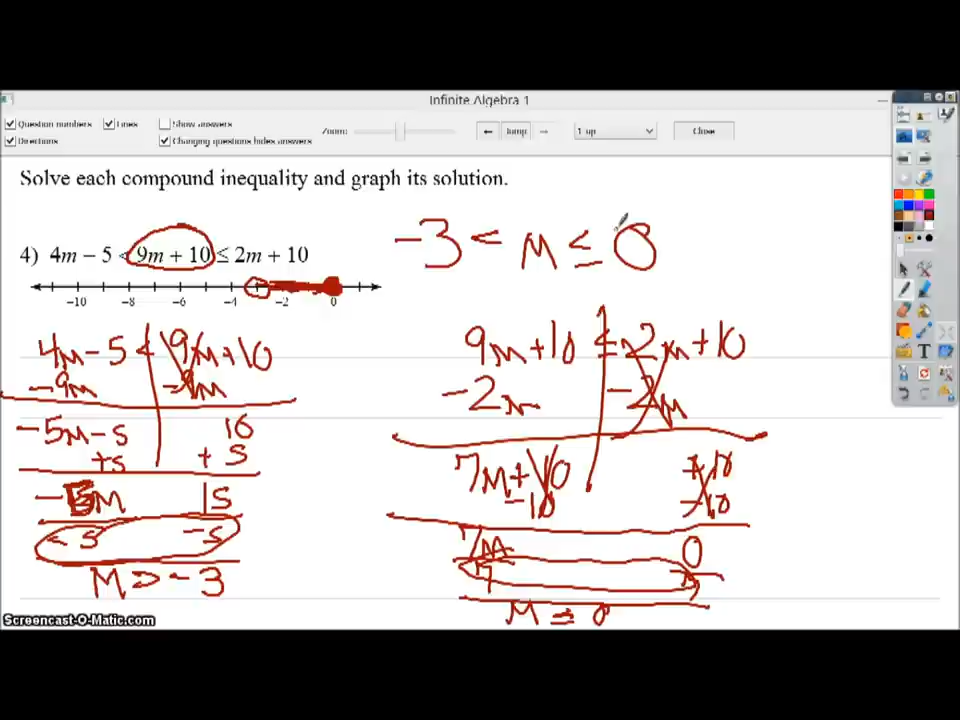 Infinite Algebra 1
Question numbers Lines Show answers Zoom: Jump 1 up Close
Directions Changing questions hides answers
Solve each compound inequality and graph its solution.
-3 < m ≤ 0
4) 4m − 5 < 9m + 10 ≤ 2m + 10
−10 −8 −6 −4 −2 0
4m-5 < 9m+10
-9m -9m
-5m-5 10
+5 +5
-5m 15
-5 -5
m > -3
9m+10 ≤ 2m+10
-2m -2m
7m+10 +10
-10 -10
7m 0
7 7
m ≤ 0
Screencast-O-Matic.com